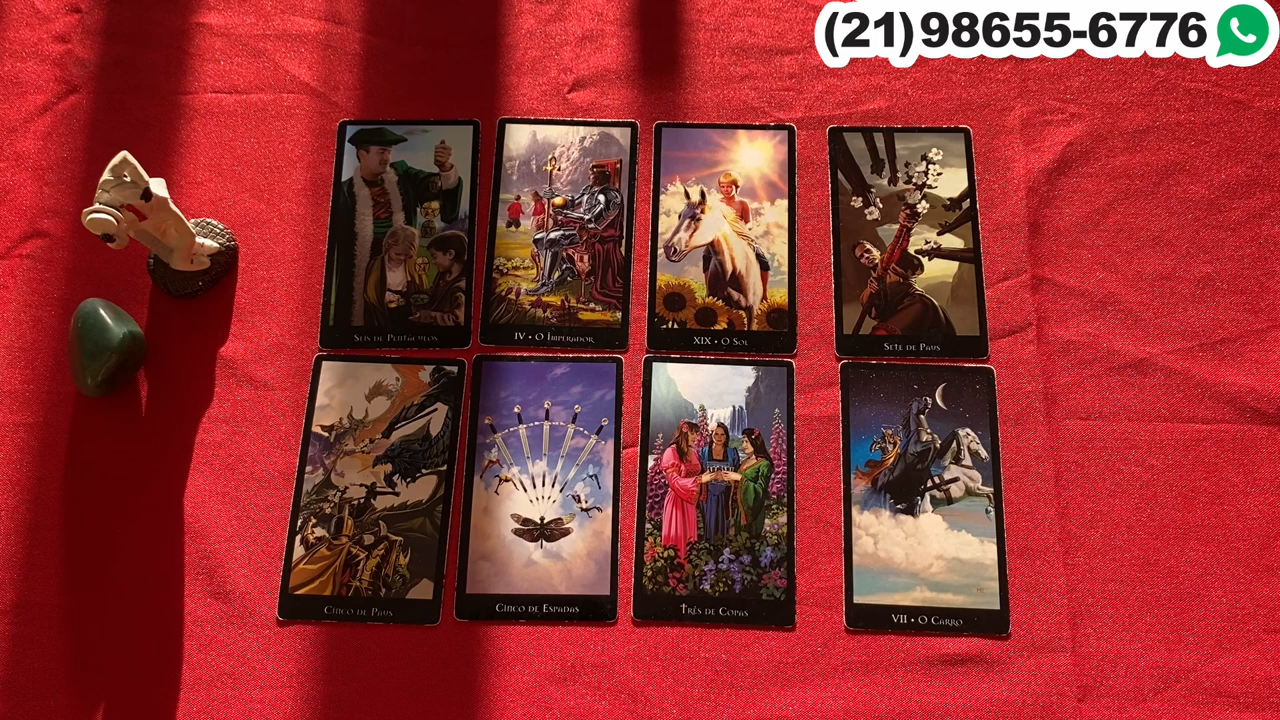 (21)98655-6776
SEIS DE PENTÁCULOS
IV • O IMPERADOR
XIX • O SOL
SETE DE PAUS
CINCO DE PAUS
CINCO DE ESPADAS
TRÊS DE COPAS
VII • O CARRO